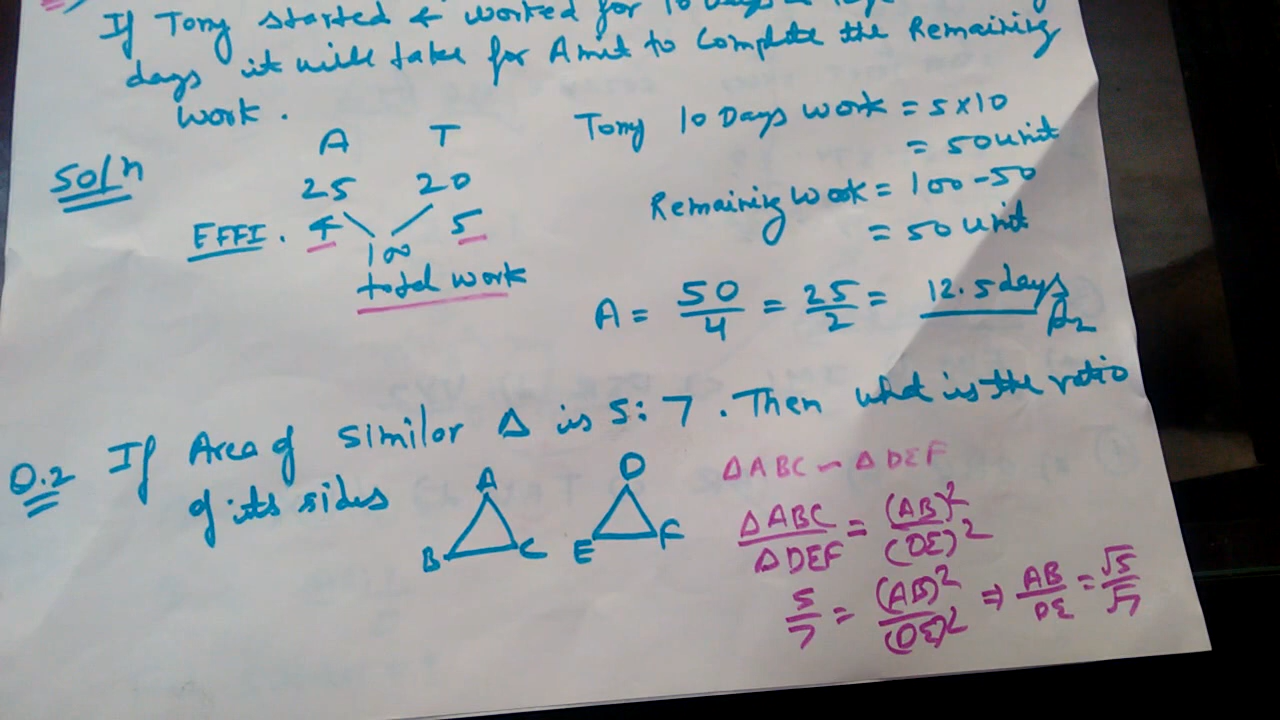 If Tony started & worked for 10 Days
days it will take for Amit to Complete the Remaining
work.
Soln
A T
25 20
EFFI. 4 5
100
total work
Tony 10 Days work = 5×10
= 50 unit
Remaining work = 100-50
= 50 unit
A = 50/4 = 25/2 = 12.5 days
Q.2 If Area of similar Δ is 5:7. Then what is the ratio
of its sides
A
B C
D
E F
ΔABC ~ ΔDEF
ΔABC/ΔDEF = (AB)²/(DE)²
5/7 = (AB)²/(DE)² ⇒ AB/DE = √5/√7